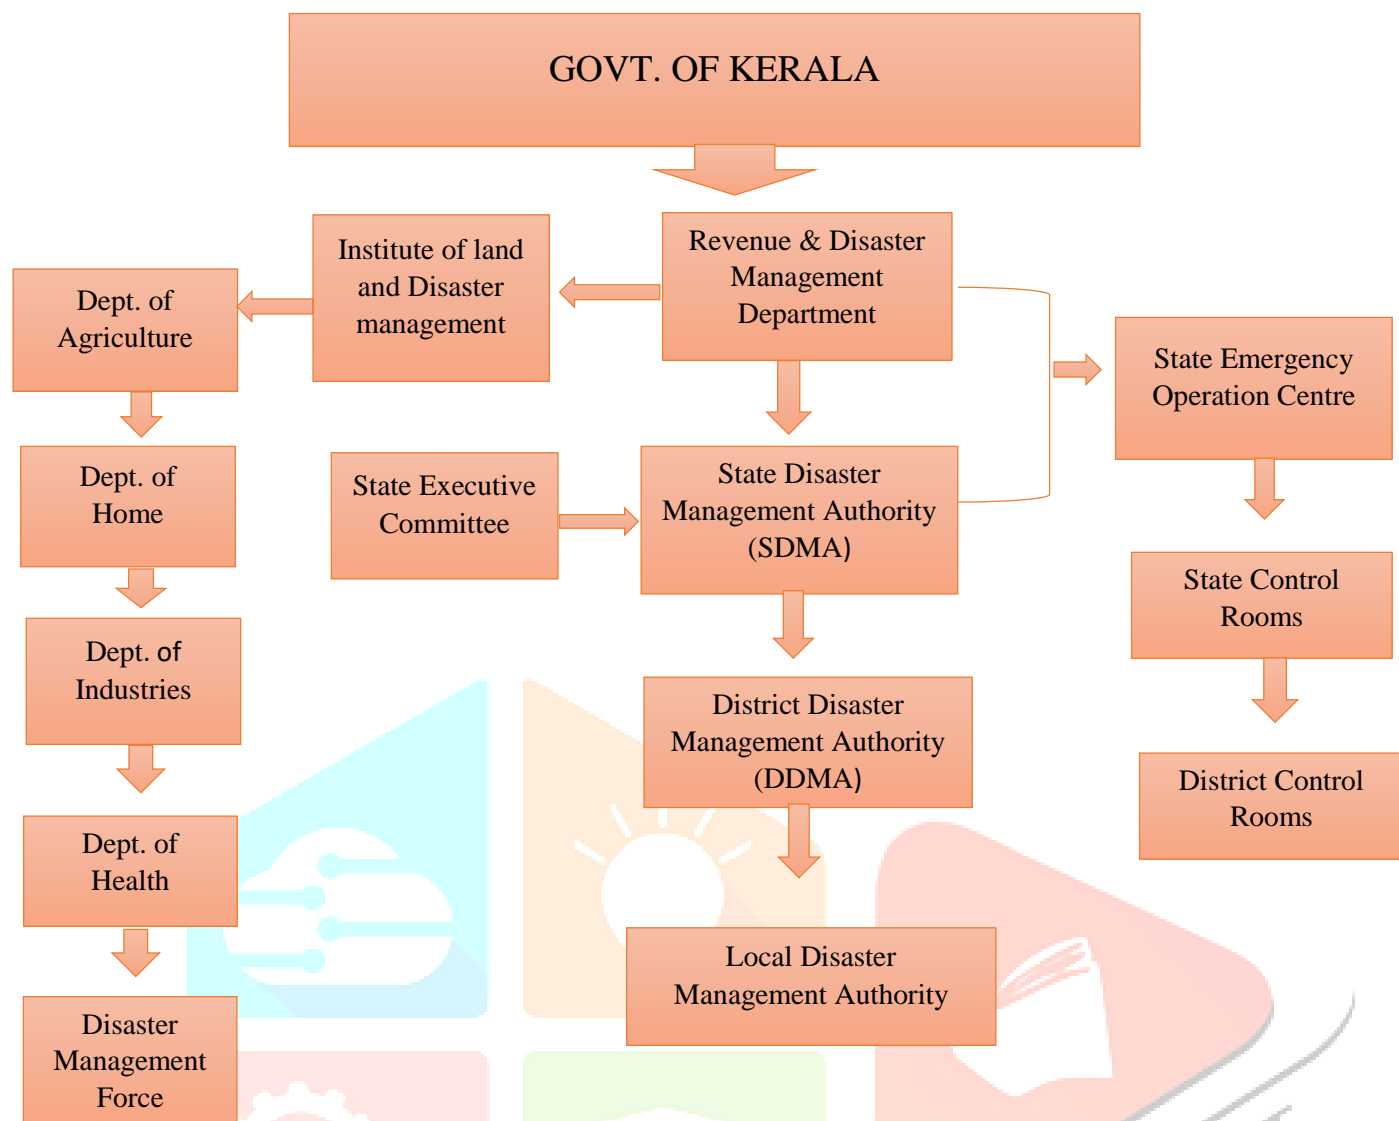 GOVT. OF KERALA
Institute of land
and Disaster
management
Revenue & Disaster
Management
Department
Dept. of
Agriculture
State Emergency
Operation Centre
Dept. of
Home
State Executive
Committee
State Disaster
Management Authority
(SDMA)
State Control
Rooms
Dept. of
Industries
District Disaster
Management Authority
(DDMA)
District Control
Rooms
Dept. of
Health
Local Disaster
Management Authority
Disaster
Management
Force